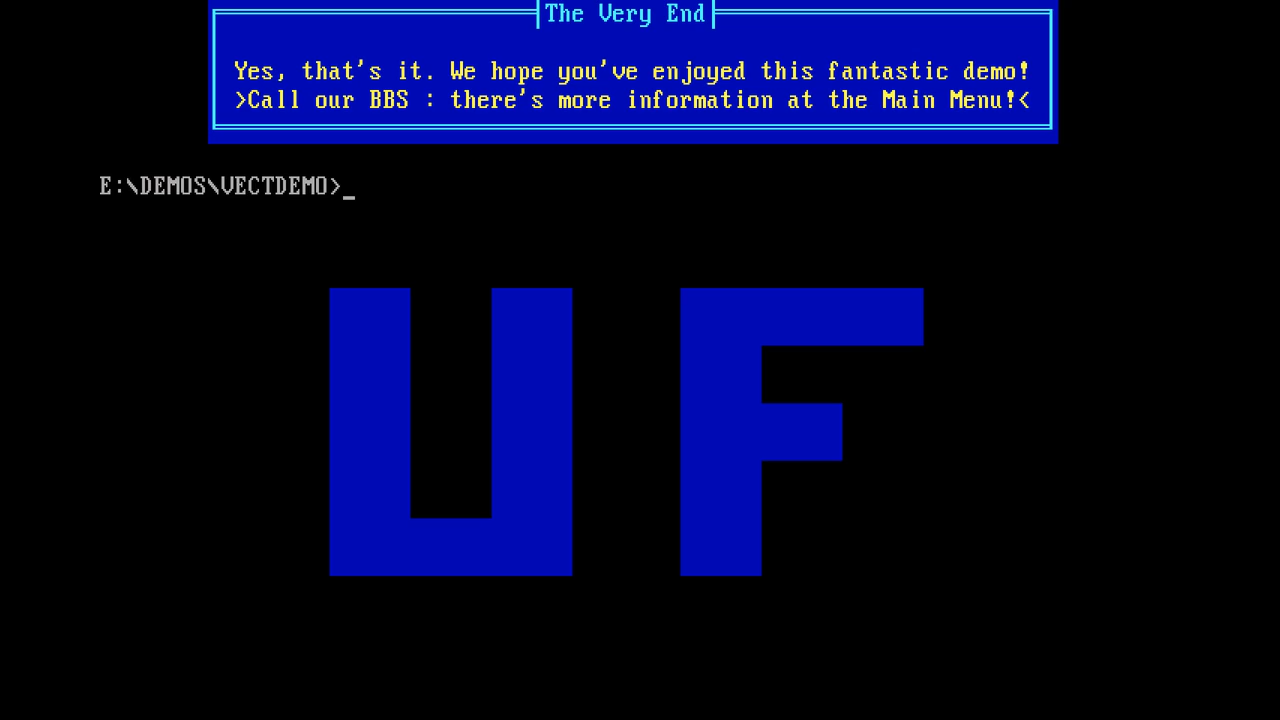 The Very End
Yes, that's it. We hope you've enjoyed this fantastic demo!
>Call our BBS : there's more information at the Main Menu!<
E:\DEMOS\VECTDEMO>_
UF